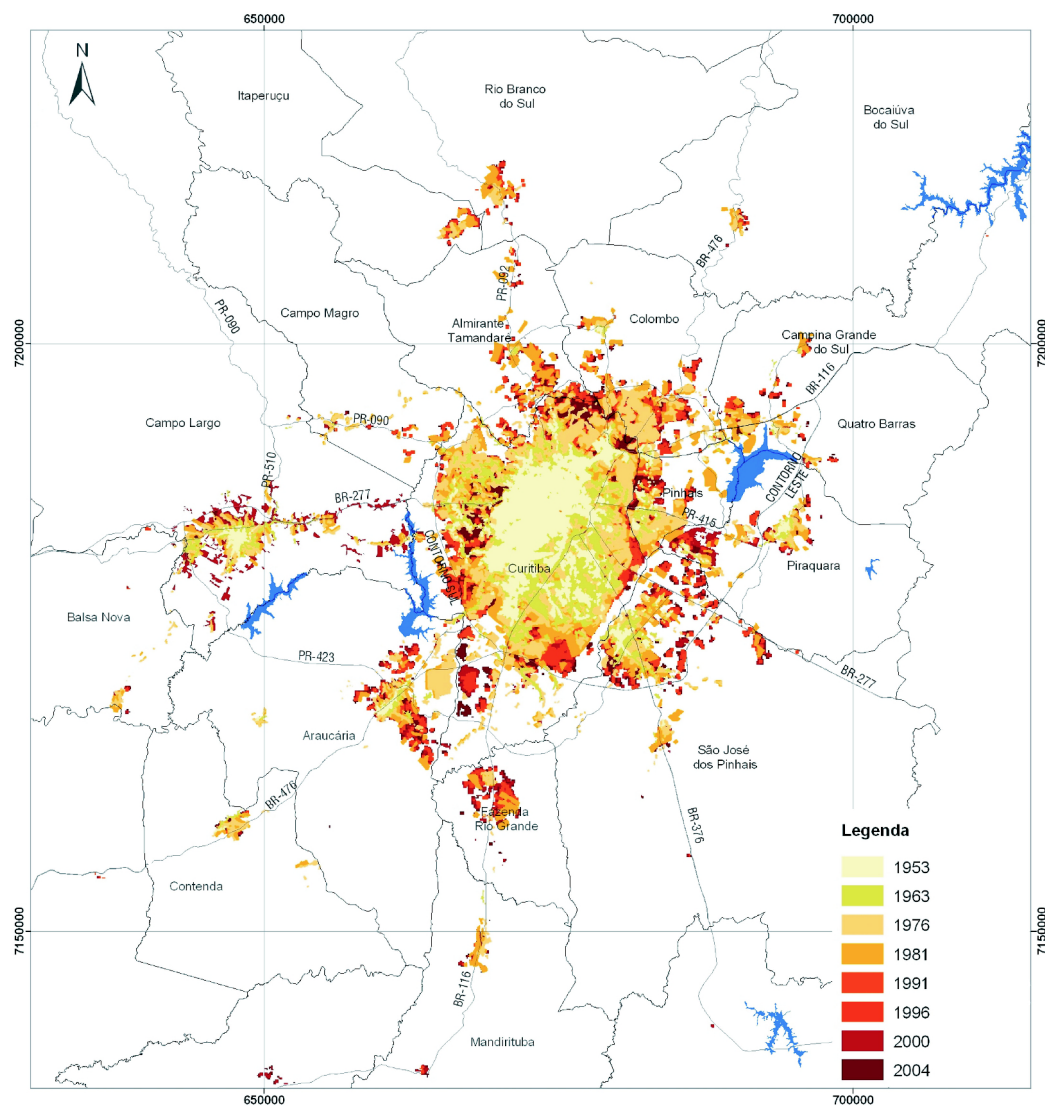 650000
700000
N
Itaperuçu
Rio Branco
do Sul
Bocaiúva
do Sul
BR-476
PR-092
PR-090
Campo Magro
Almirante
Tamandaré
Colombo
Campina Grande
do Sul
7200000
7200000
BR-116
Campo Largo
PR-090
Quatro Barras
PR-510
BR-277
Pinhais
CONTORNO
LESTE
PR-416
CONTORNO SUL
Curitiba
Piraquara
Balsa Nova
PR-423
BR-277
Araucária
São José
dos Pinhais
BR-476
Fazenda
Rio Grande
BR-376
Contenda
Legenda
1953
1963
1976
1981
1991
1996
2000
2004
7150000
7150000
BR-116
Mandirituba
650000
700000